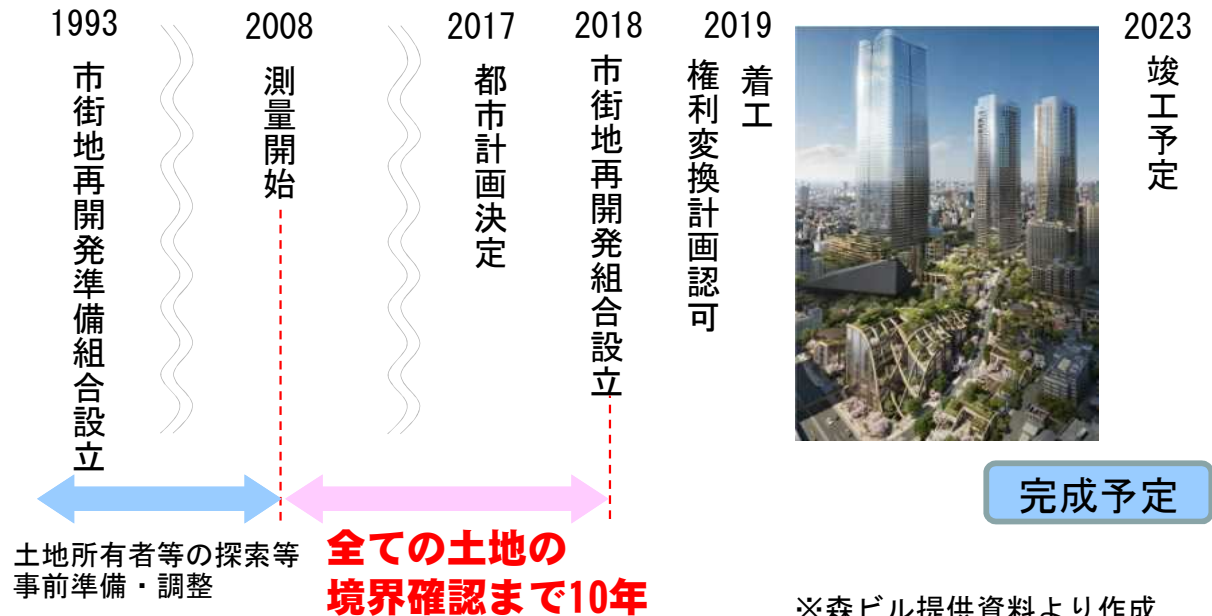 1993
市街地再開発準備組合設立
2008
測量開始
2017
都市計画決定
2018
市街地再開発組合設立
2019
権利変換計画認可
着工
2023
竣工予定
完成予定
土地所有者等の探索等
事前準備・調整
全ての土地の
境界確認まで10年
※森ビル提供資料より作成